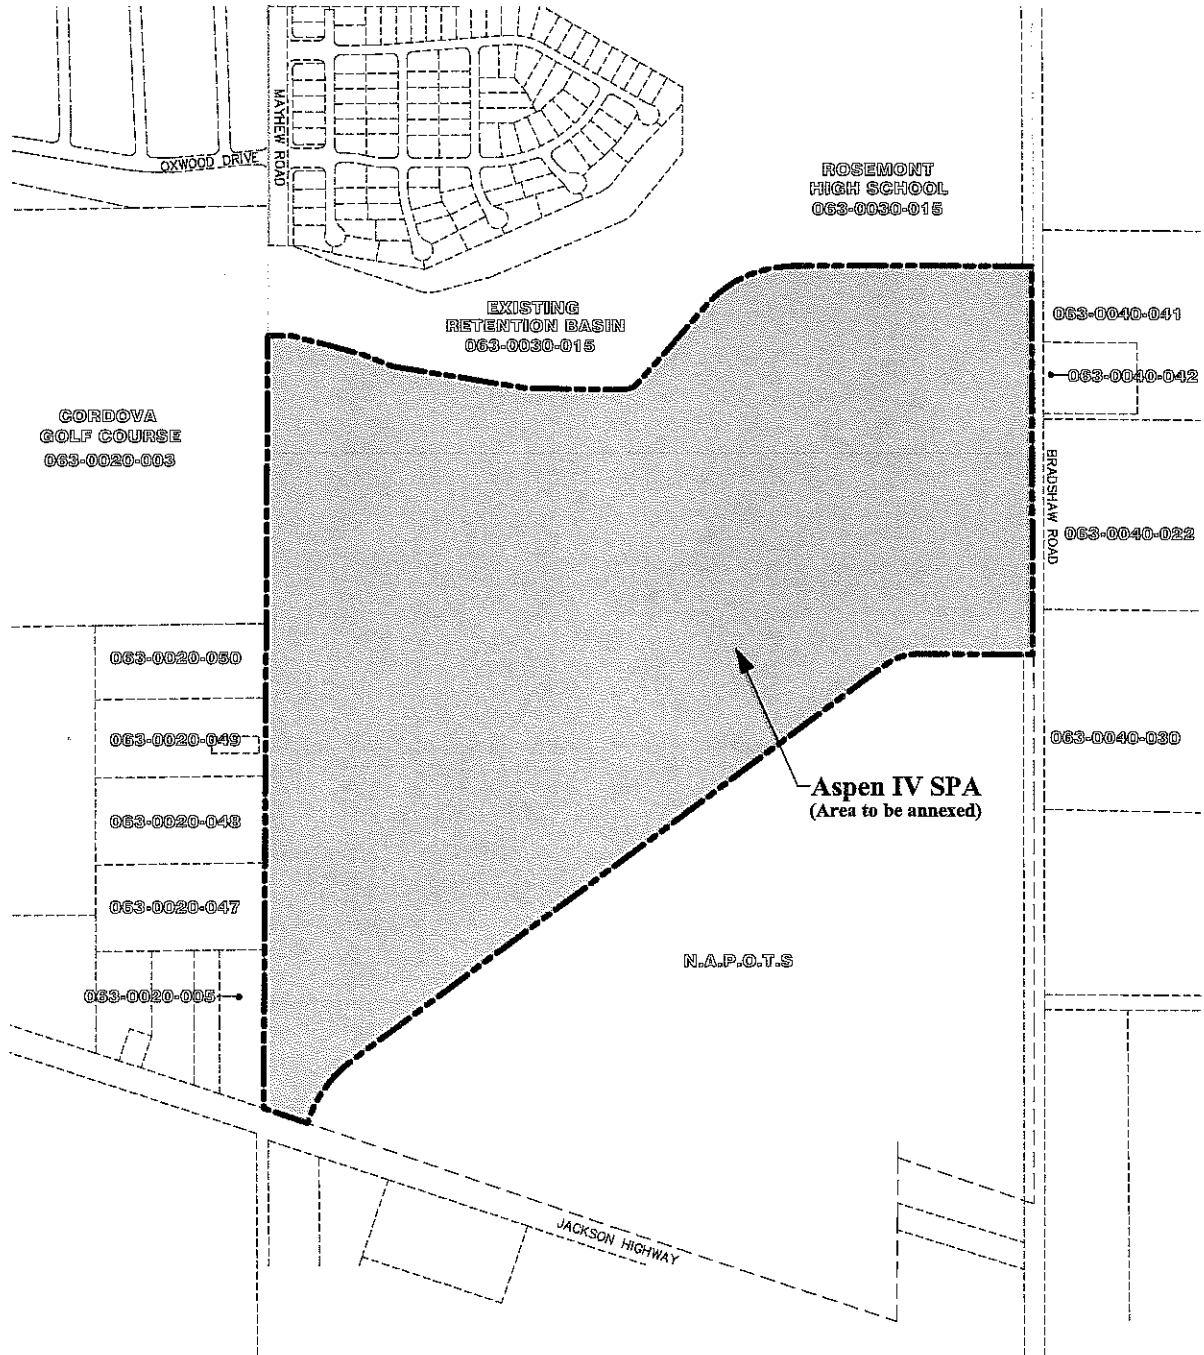 OXWOOD DRIVE
MAYHEW ROAD
ROSEMONT
HIGH SCHOOL
063-0030-015
EXISTING
RETENTION BASIN
063-0030-015
063-0040-041
063-0040-042
CORDOVA
GOLF COURSE
063-0020-003
BRADSHAW ROAD
063-0040-022
063-0020-050
063-0020-049
063-0040-030
Aspen IV SPA
(Area to be annexed)
063-0020-048
063-0020-047
N.A.P.O.T.S
063-0020-005
JACKSON HIGHWAY